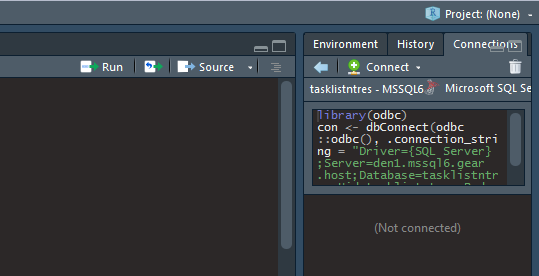 Project: (None)
Environment History Connections
Run Source Connect
tasklistntres - MSSQL6 Microsoft SQL Se
library(odbc)
con <- dbConnect(odbc
::odbc(), .connection_stri
ng = "Driver={SQL Server}
;Server=den1.mssql6.gear
.host;Database=tasklistntr
(Not connected)